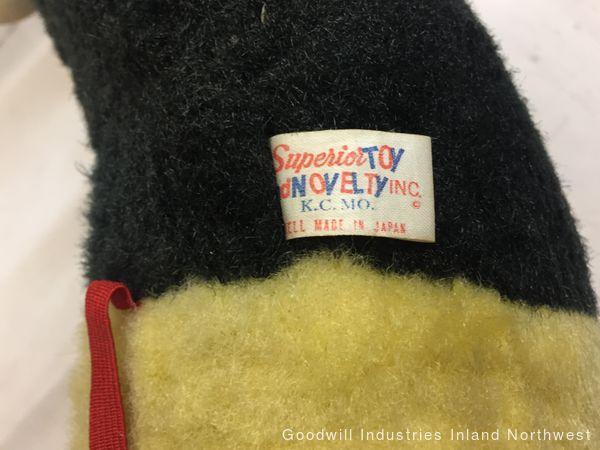 Superior TOY
NOVELTY INC.
©
K.C. MO.
MADE IN JAPAN
Goodwill Industries Inland Northwest